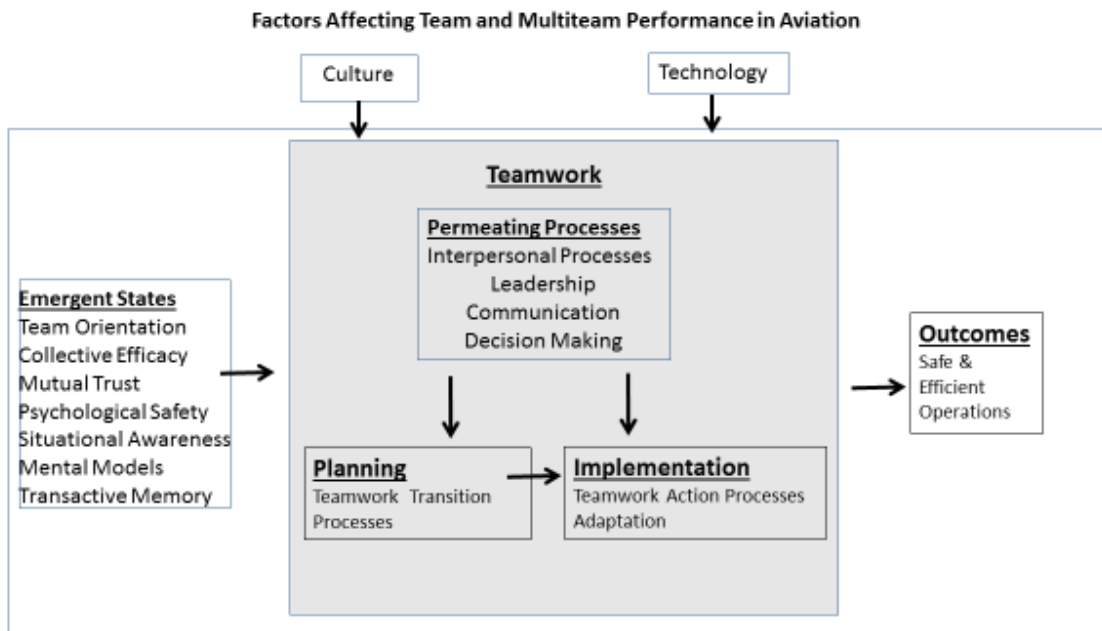 Factors Affecting Team and Multiteam Performance in Aviation
Culture
Technology
Teamwork
Permeating Processes
Interpersonal Processes
Leadership
Communication
Decision Making
Emergent States
Team Orientation
Collective Efficacy
Mutual Trust
Psychological Safety
Situational Awareness
Mental Models
Transactive Memory
Planning
Teamwork Transition
Processes
Implementation
Teamwork Action Processes
Adaptation
Outcomes
Safe &
Efficient
Operations